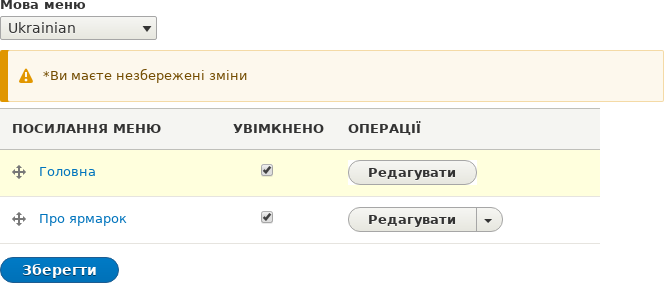 Мова меню
Ukrainian
*Ви маєте незбережені зміни
ПОСИЛАННЯ МЕНЮ УВІМКНЕНО ОПЕРАЦІЇ
Головна Редагувати
Про ярмарок Редагувати
Зберегти